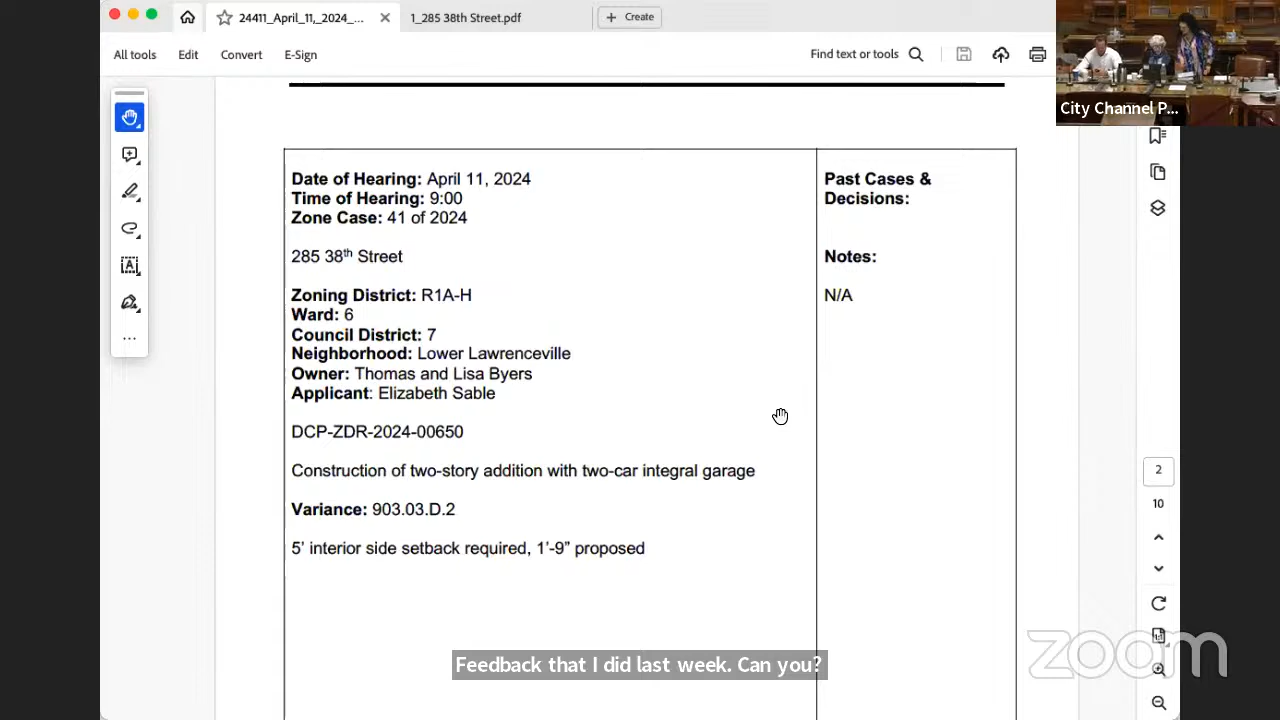 24411_April_11,_2024_...
1_285 38th Street.pdf
+ Create
All tools
Edit
Convert
E-Sign
Find text or tools
City Channel P...
Date of Hearing: April 11, 2024
Time of Hearing: 9:00
Zone Case: 41 of 2024
285 38th Street
Zoning District: R1A-H
Ward: 6
Council District: 7
Neighborhood: Lower Lawrenceville
Owner: Thomas and Lisa Byers
Applicant: Elizabeth Sable
DCP-ZDR-2024-00650
Construction of two-story addition with two-car integral garage
Variance: 903.03.D.2
5’ interior side setback required, 1’-9” proposed
Past Cases &
Decisions:
Notes:
N/A
2
10
Feedback that I did last week. Can you?
zoom